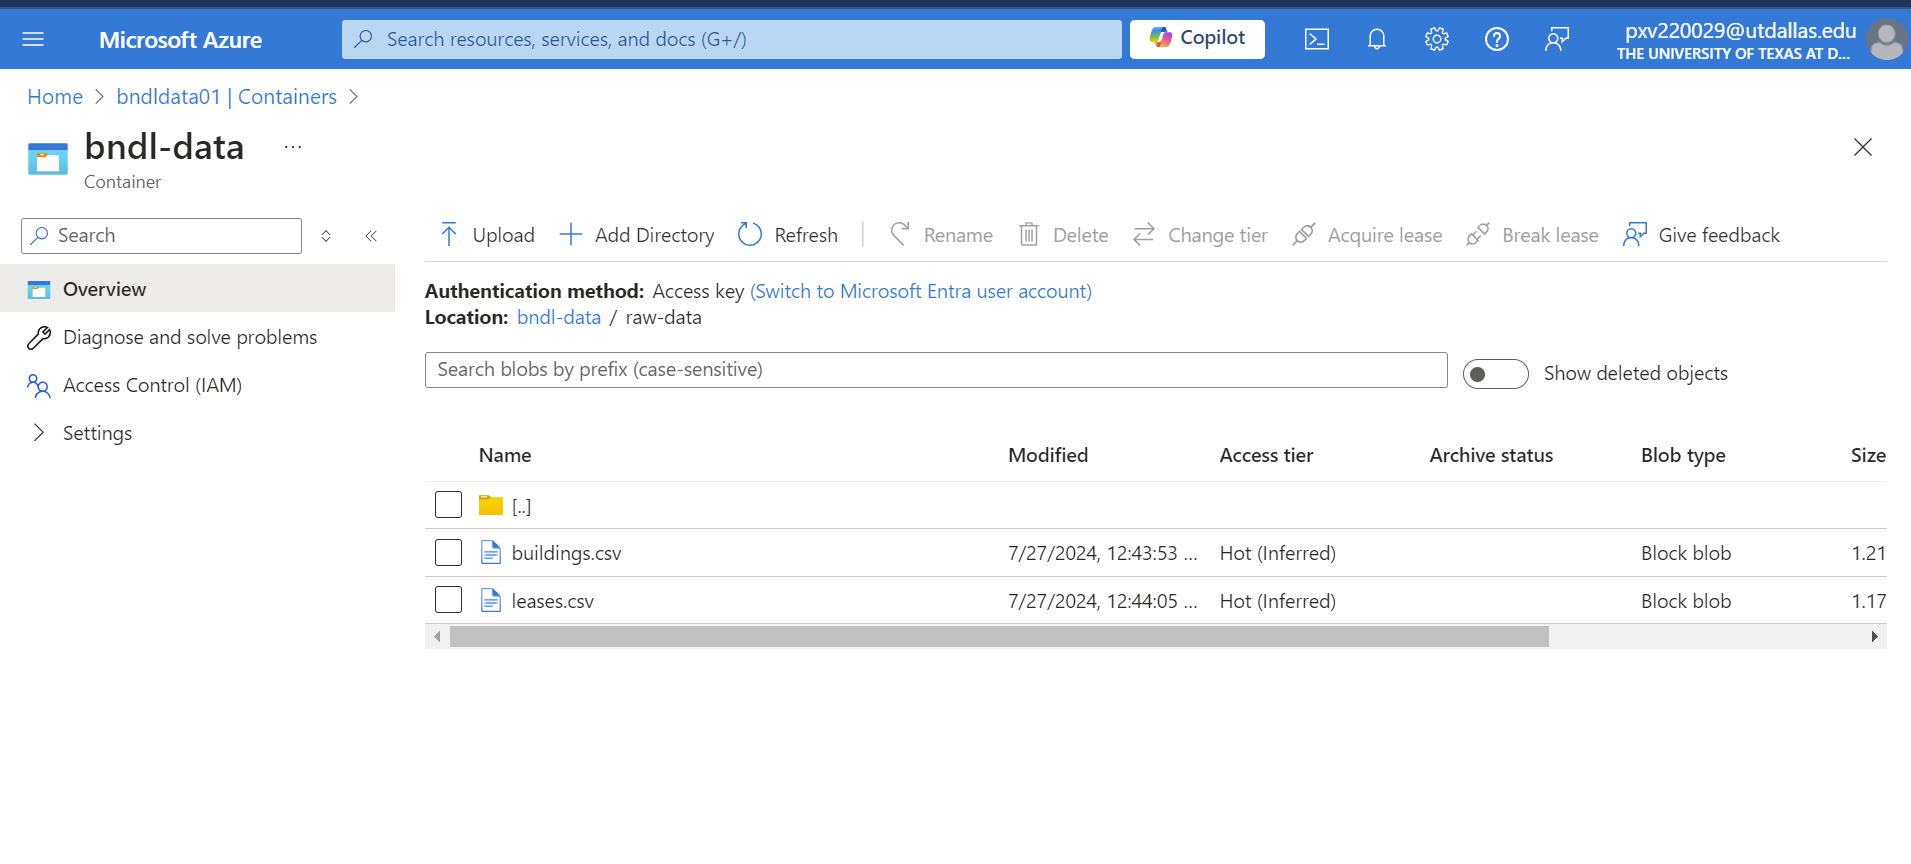 Microsoft Azure
Search resources, services, and docs (G+/)
Copilot
pxv220029@utdallas.edu
THE UNIVERSITY OF TEXAS AT D...
Home > bndldata01 | Containers >
bndl-data ...
Container
Search
Overview
Diagnose and solve problems
Access Control (IAM)
Settings
Upload Add Directory Refresh Rename Delete Change tier Acquire lease Break lease Give feedback
Authentication method: Access key (Switch to Microsoft Entra user account)
Location: bndl-data / raw-data
Search blobs by prefix (case-sensitive)
Show deleted objects
Name Modified Access tier Archive status Blob type Size
[..]
buildings.csv 7/27/2024, 12:43:53 ... Hot (Inferred) Block blob 1.21
leases.csv 7/27/2024, 12:44:05 ... Hot (Inferred) Block blob 1.17